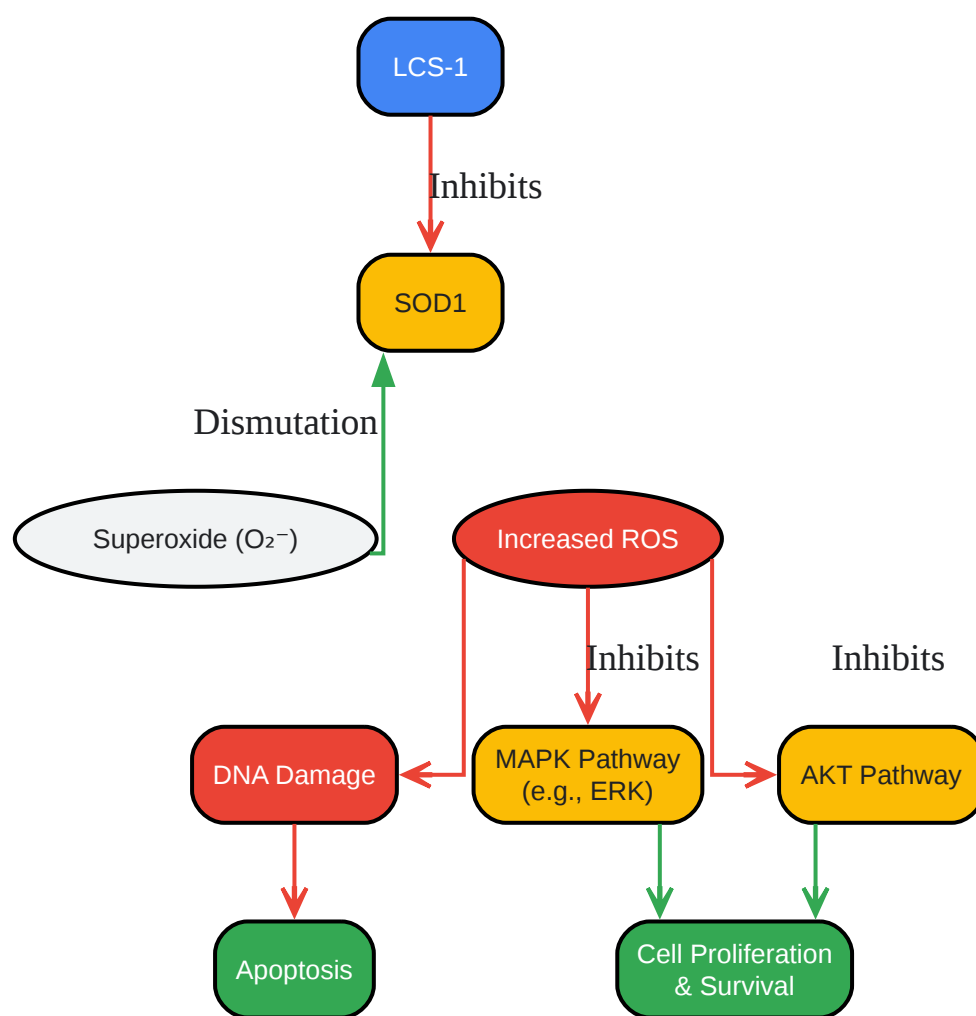 LCS-1
Inhibits
SOD1
Dismutation
Superoxide (O₂⁻)
Increased ROS
Inhibits
Inhibits
DNA Damage
MAPK Pathway
(e.g., ERK)
AKT Pathway
Apoptosis
Cell Proliferation
& Survival